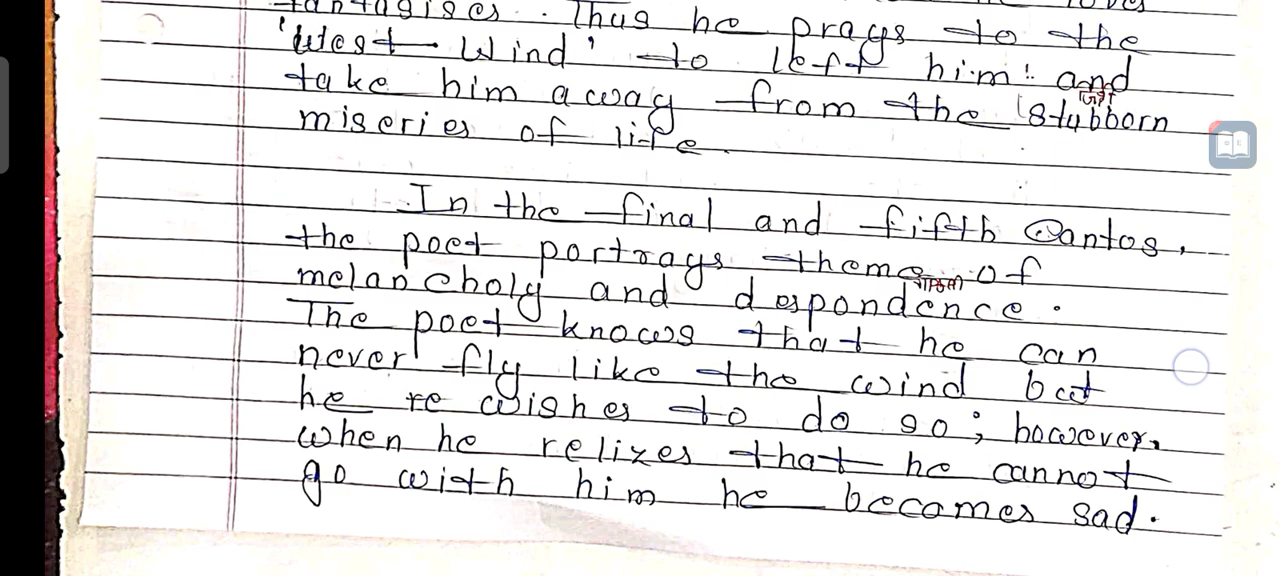 fantasises. Thus he prays to the
'West Wind' to left him and
take him away from the stubborn
miseries of life.
In the final and fifth Cantos,
the poet portrays theme of
melancholy and despondence.
The poet knows that he can
never fly like the wind but
he re wishes to do so; however,
when he relizes that he cannot
go with him he becomes sad.